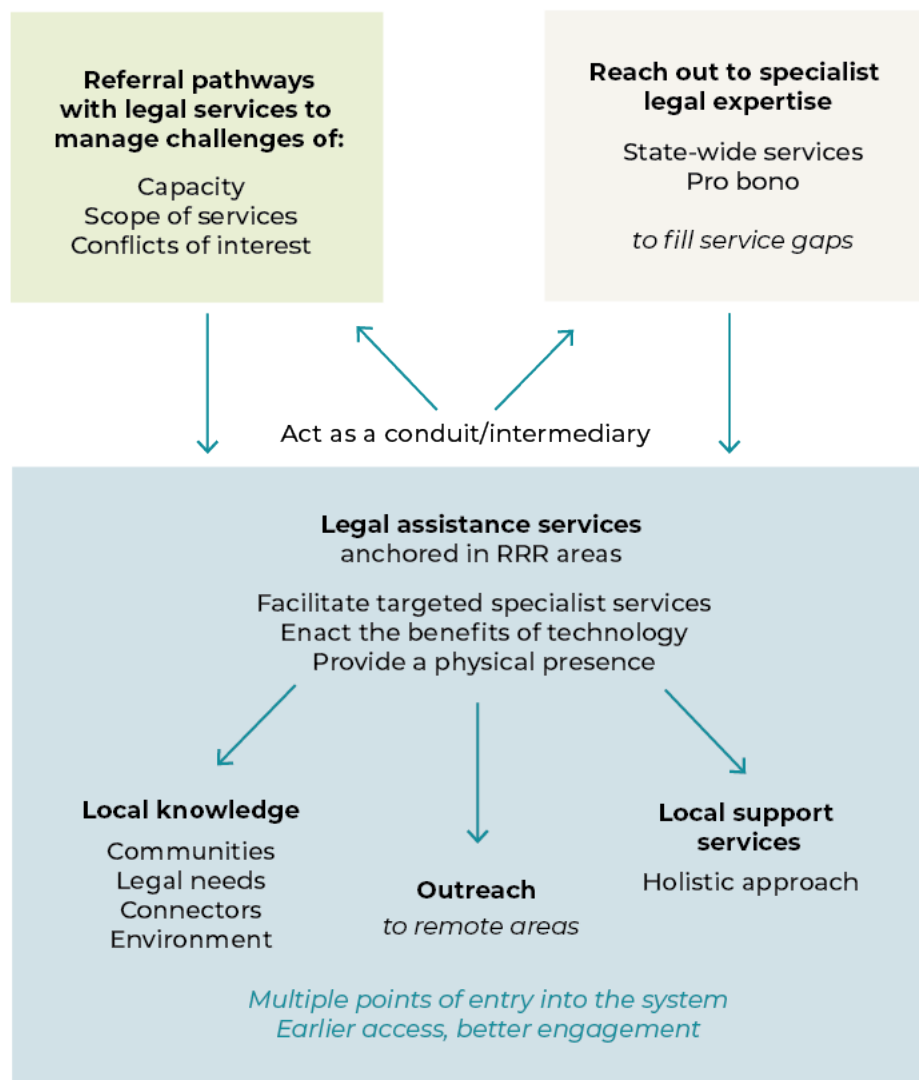 Referral pathways
with legal services to
manage challenges of:
Capacity
Scope of services
Conflicts of interest
Reach out to specialist
legal expertise
State-wide services
Pro bono
to fill service gaps
Act as a conduit/intermediary
Legal assistance services
anchored in RRR areas
Facilitate targeted specialist services
Enact the benefits of technology
Provide a physical presence
Local knowledge
Communities
Legal needs
Connectors
Environment
Outreach
to remote areas
Local support
services
Holistic approach
Multiple points of entry into the system
Earlier access, better engagement